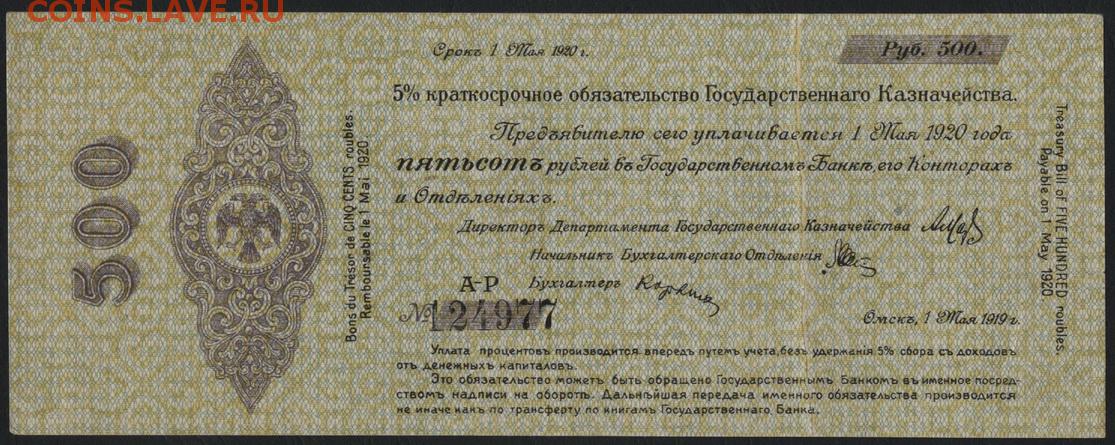 COINS.LAVE.RU
Срокъ 1 Мая 1920 г.
Руб. 500.
5% краткосрочное обязательство Государственнаго Казначейства.
Предъявителю сего уплачивается 1 Мая 1920 года
пятьсотъ рублей въ Государственномъ Банкѣ, его Конторахъ
и Отдѣленіяхъ.
Директоръ Департамента Государственнаго Казначейства
Начальникъ Бухгалтерскаго Отдѣленія
А-Р Бухгалтеръ
№ 124977
Омскъ, 1 Мая 1919 г.
Уплата процентовъ производится впередъ путемъ учета, безъ удержанія 5% сбора съ доходовъ
отъ денежныхъ капиталовъ.
Это обязательство можетъ быть обращено Государственнымъ Банкомъ въ именное посред-
ствомъ надписи на оборотѣ. Дальнѣйшая передача именного обязательства производится
не иначе какъ по трансферту по книгамъ Государственнаго Банка.
500
Bons du Trésor de CINQ CENTS roubles.
Remboursable le 1 Mai 1920.
Treasury Bill of FIVE HUNDRED roubles.
Payable on 1 May 1920